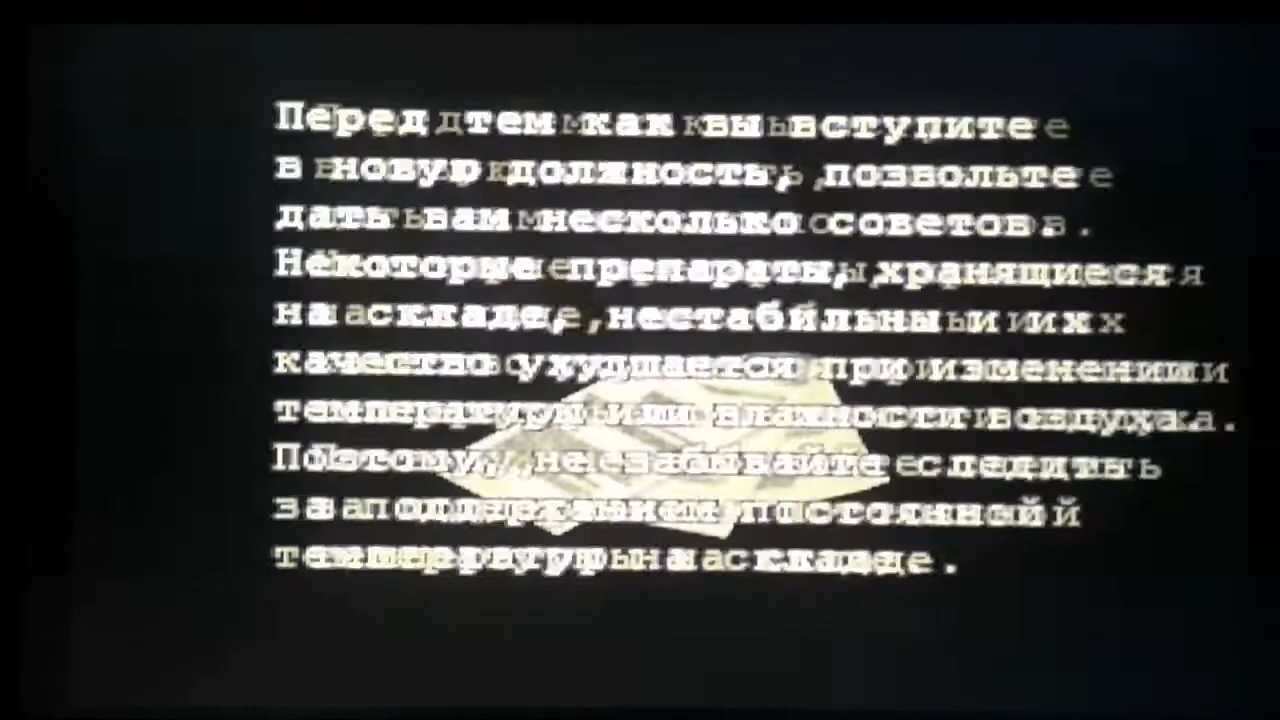 Перед тем как вы вступите
в новую должность, позвольте
дать вам несколько советов.
Некоторые препараты, хранящиеся
на складе, нестабильны и их
качество ухудшается при изменении
температуры или влажности воздуха.
Поэтому, не забывайте следить
за поддержанием постоянной
температуры на складе.